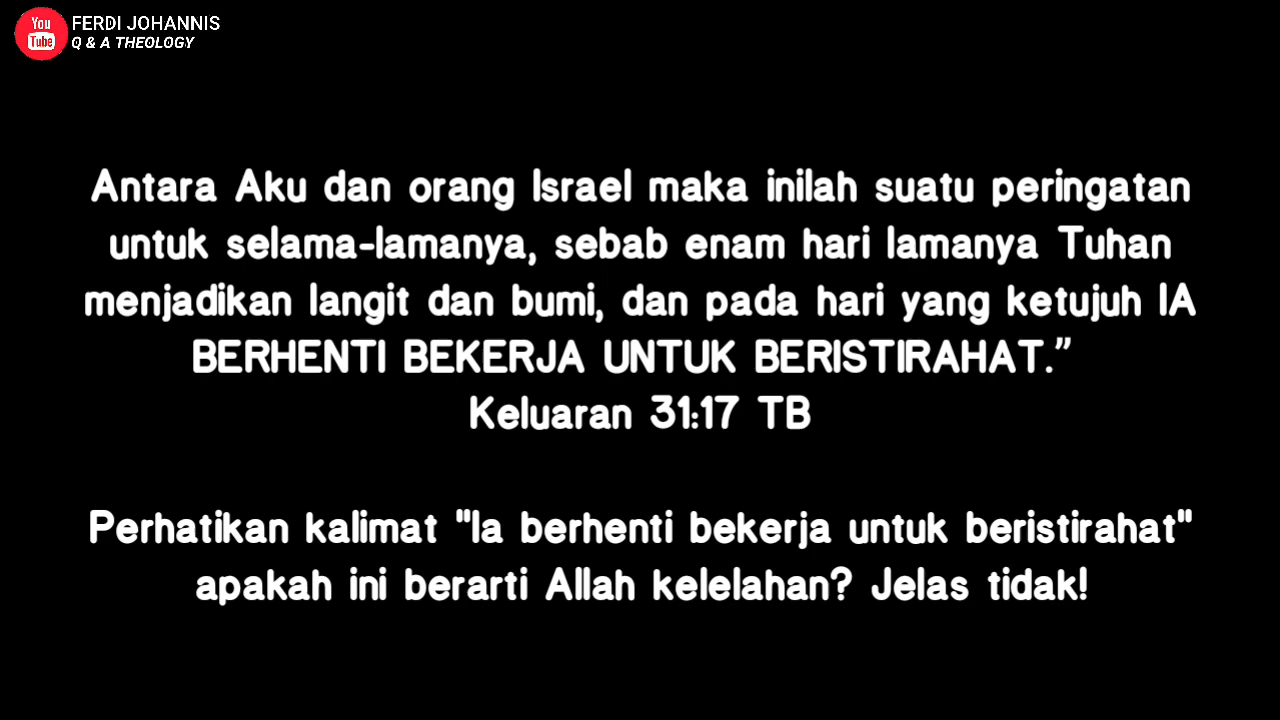 You
Tube
FERDI JOHANNIS
Q & A THEOLOGY
Antara Aku dan orang Israel maka inilah suatu peringatan
untuk selama-lamanya, sebab enam hari lamanya Tuhan
menjadikan langit dan bumi, dan pada hari yang ketujuh IA
BERHENTI BEKERJA UNTUK BERISTIRAHAT.”
Keluaran 31:17 TB
Perhatikan kalimat "Ia berhenti bekerja untuk beristirahat"
apakah ini berarti Allah kelelahan? Jelas tidak!